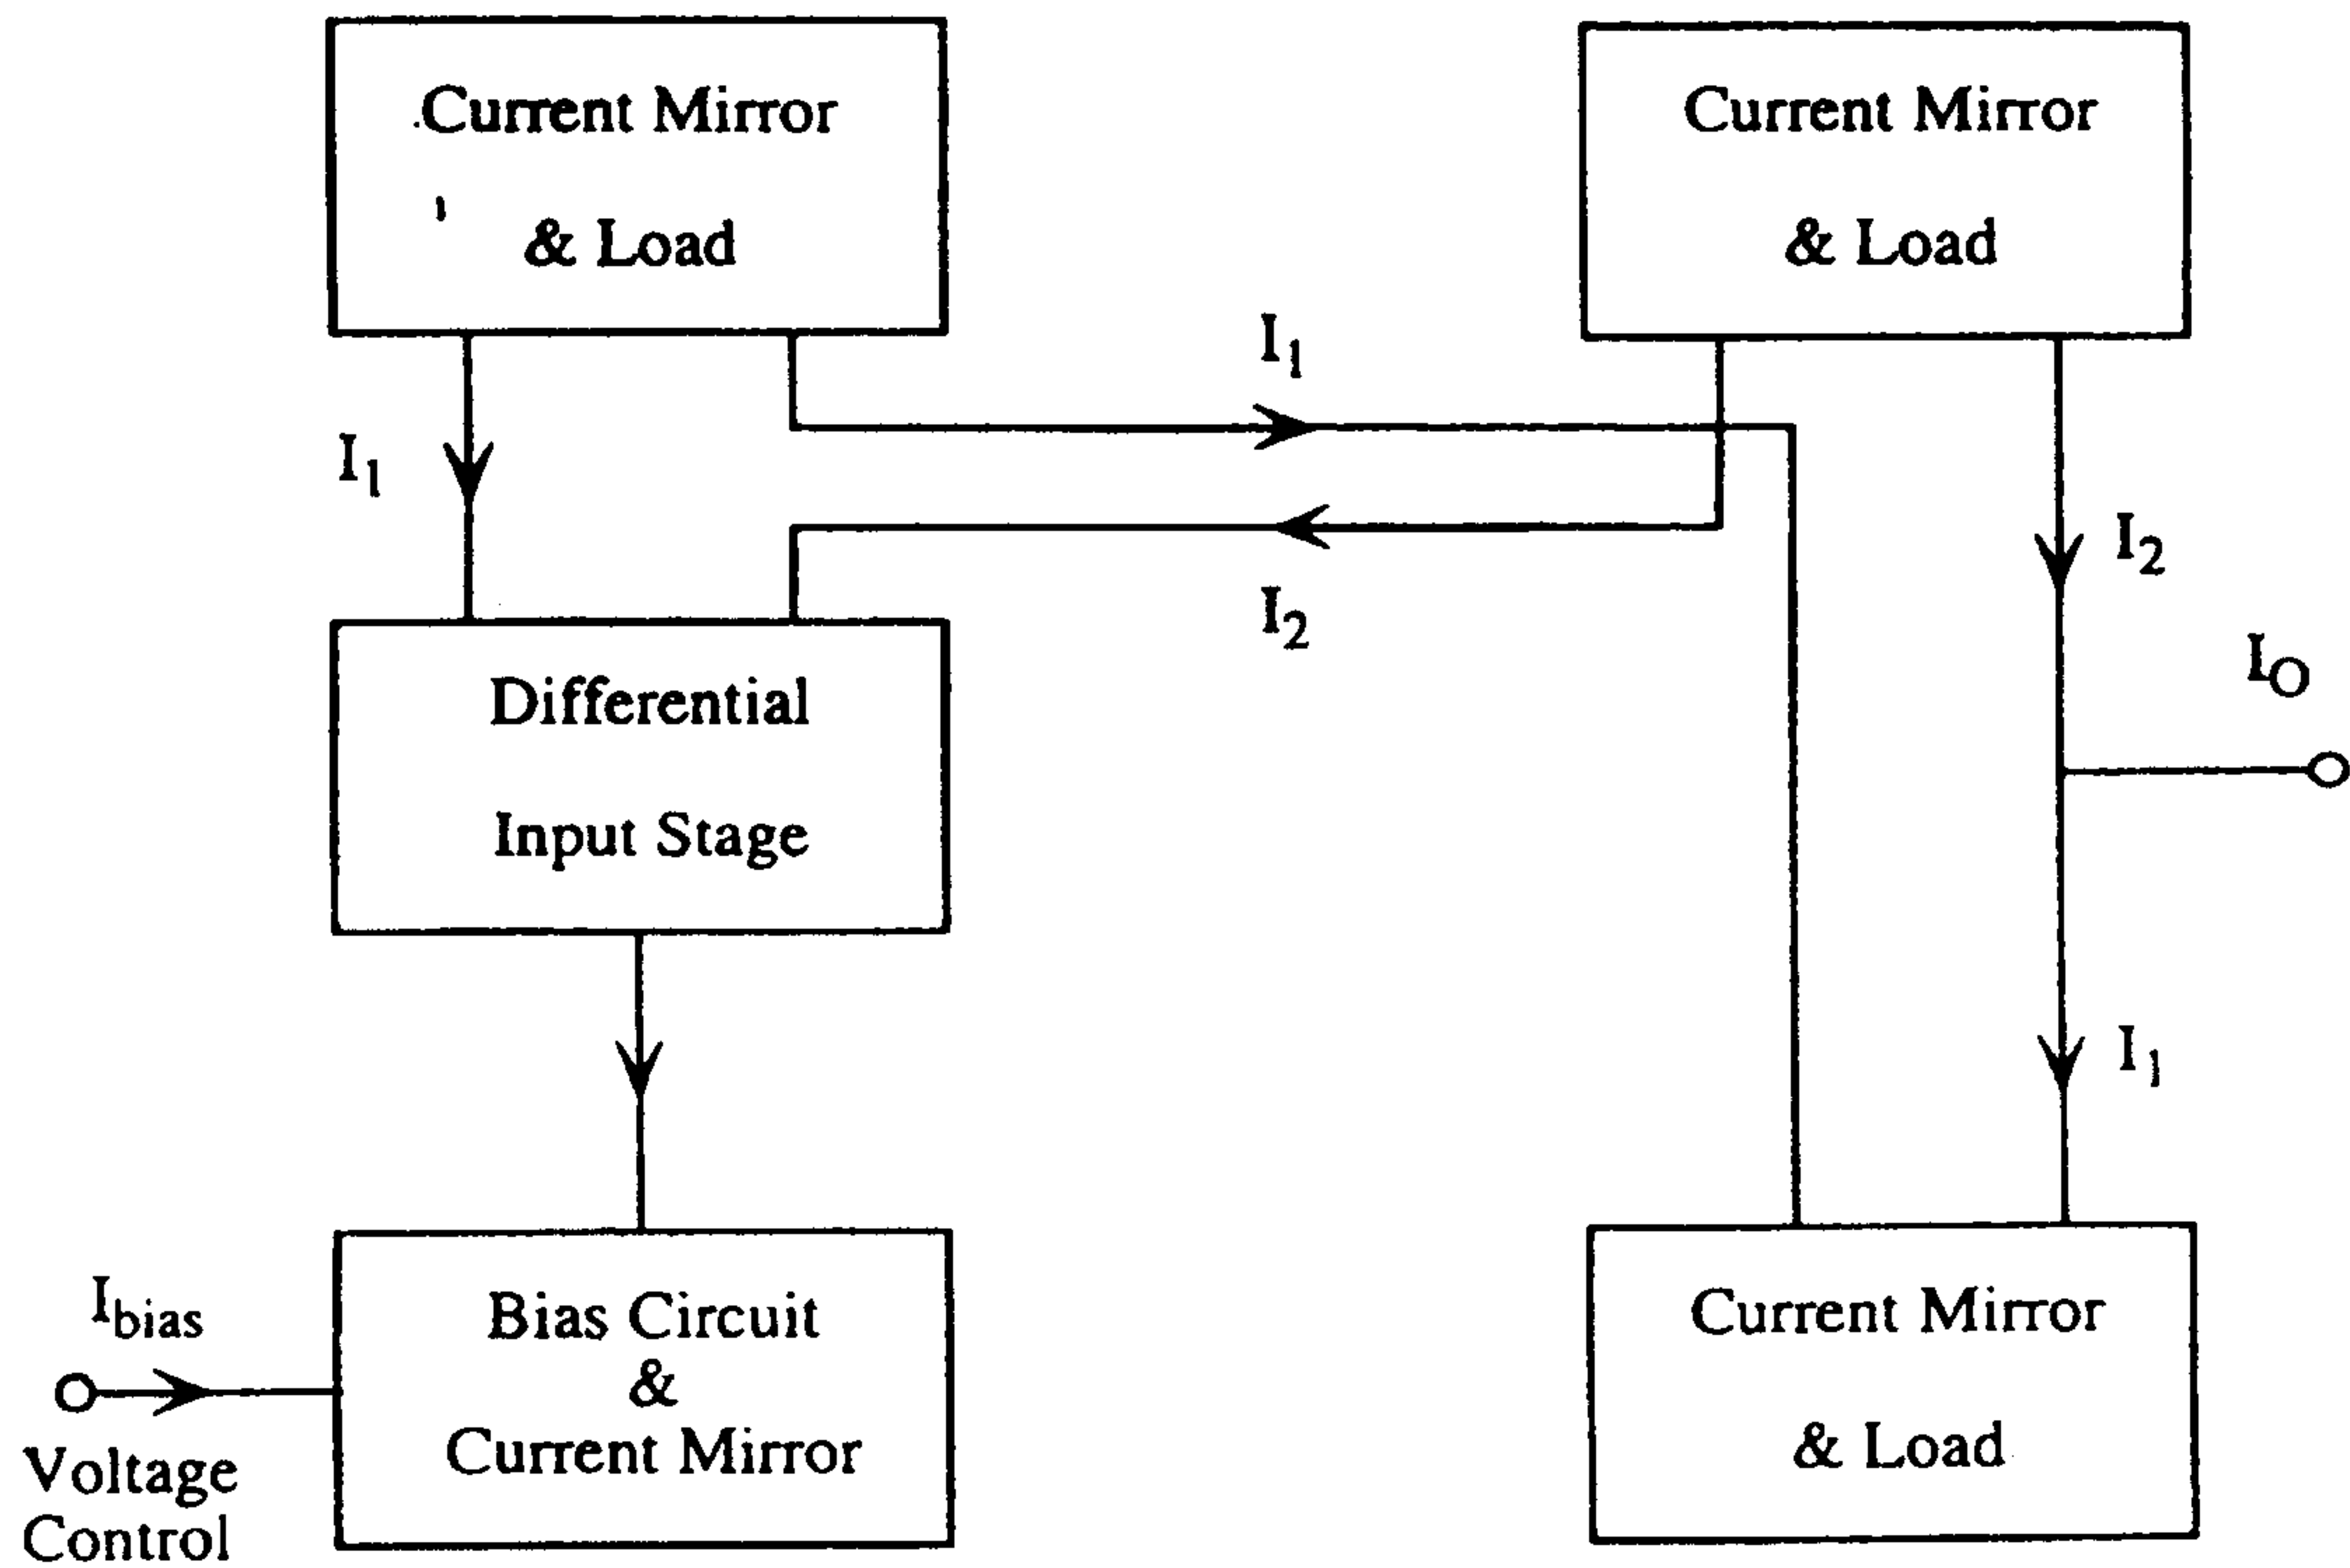 Current Mirror
& Load
Current Mirror
& Load
I1
I1
I2
I2
IO
Differential
Input Stage
I1
Ibias
Voltage
Control
Bias Circuit
&
Current Mirror
Current Mirror
& Load